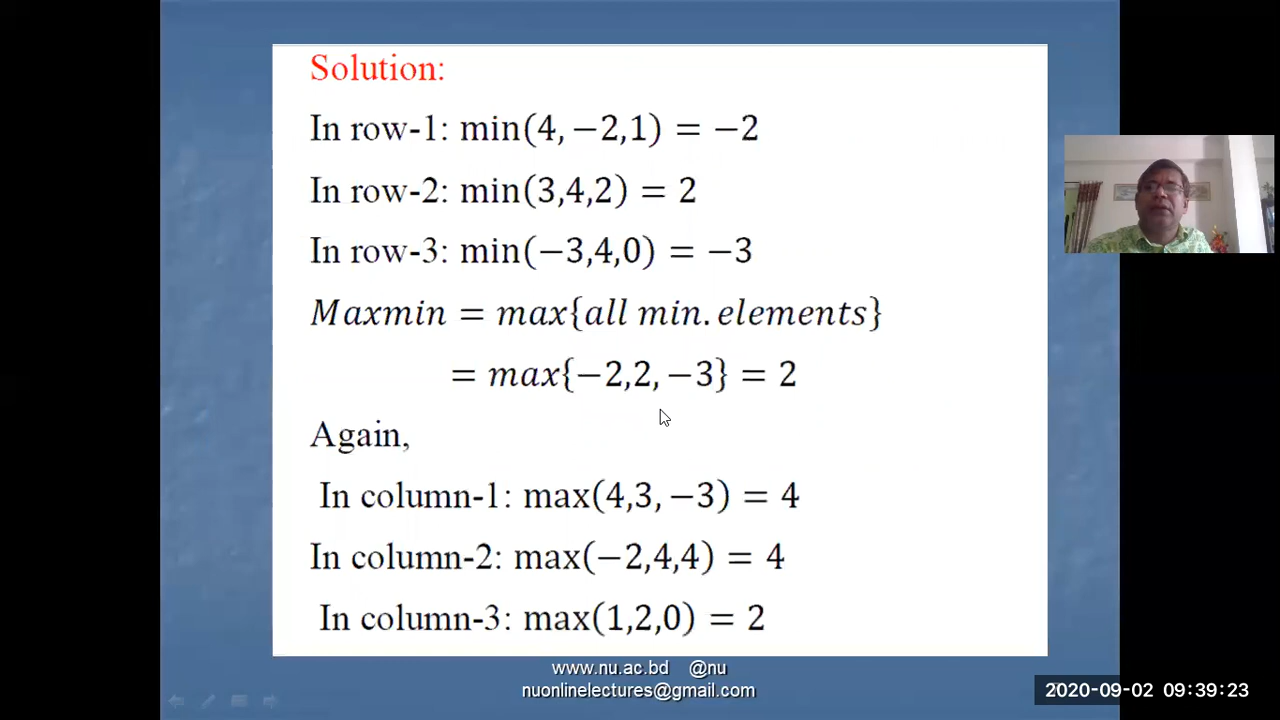 Solution:
In row-1: min(4, −2,1) = −2
In row-2: min(3,4,2) = 2
In row-3: min(−3,4,0) = −3
Maxmin = max{all min. elements}
= max{−2,2, −3} = 2
Again,
In column-1: max(4,3, −3) = 4
In column-2: max(−2,4,4) = 4
In column-3: max(1,2,0) = 2
www.nu.ac.bd @nu
nuonlinelectures@gmail.com
2020-09-02 09:39:23